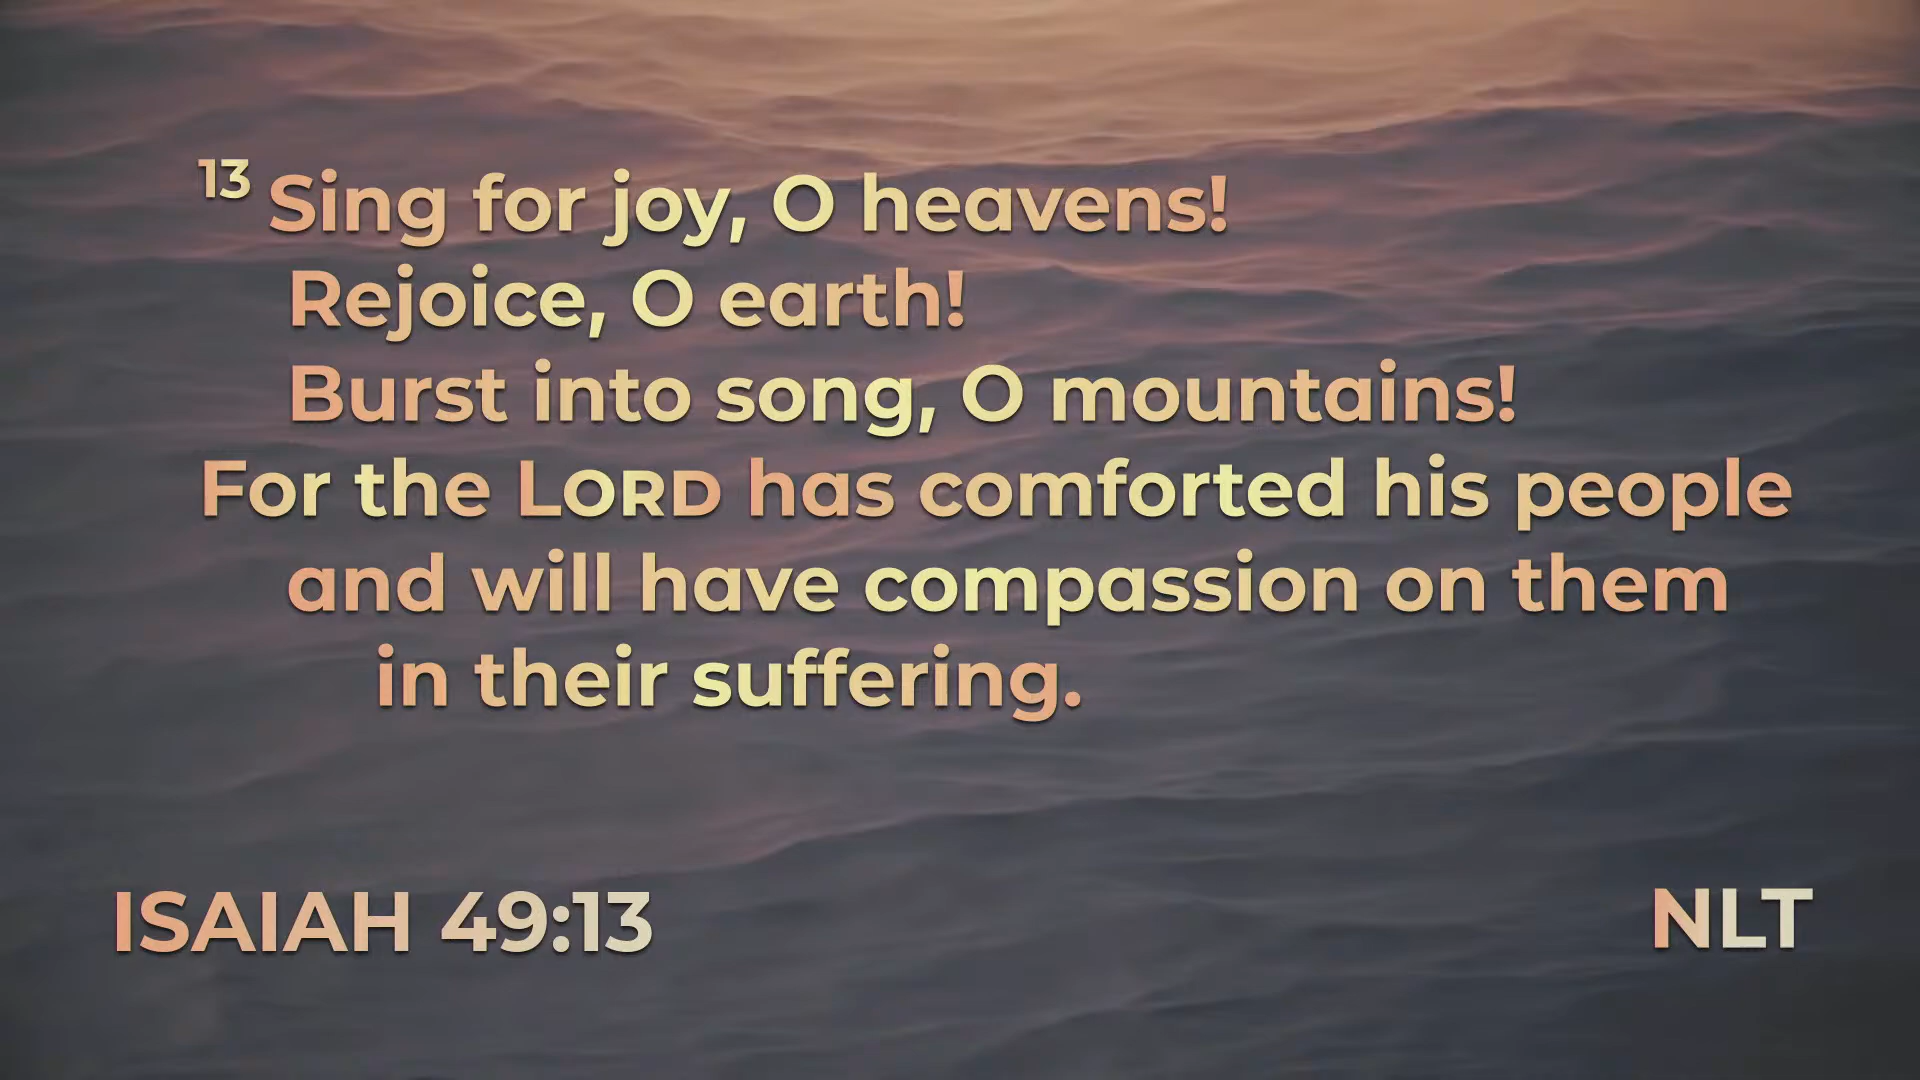 13 Sing for joy, O heavens!
Rejoice, O earth!
Burst into song, O mountains!
For the LORD has comforted his people
and will have compassion on them
in their suffering.
ISAIAH 49:13
NLT